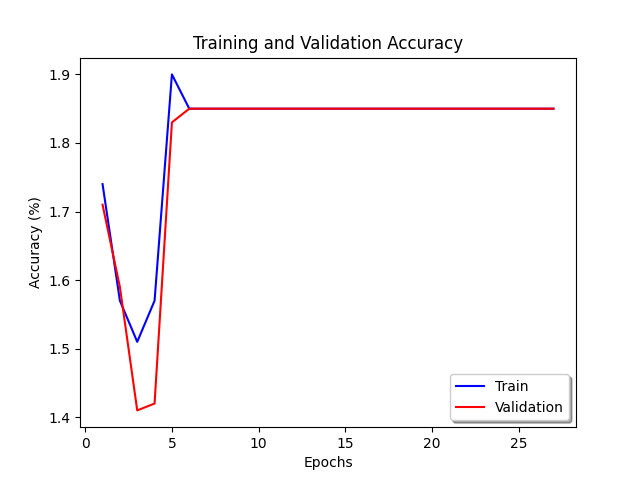 Training and Validation Accuracy
1.9
1.8
1.7
1.6
1.5
1.4
Accuracy (%)
0
5
10
15
20
25
Epochs
Train
Validation